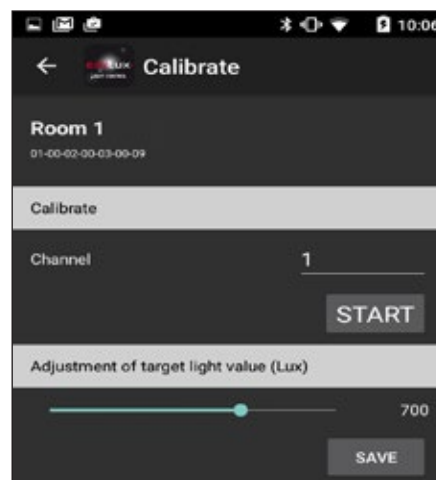 10:06
Calibrate
Room 1
01-00-02-00-03-00-09
Calibrate
Channel 1
START
Adjustment of target light value (Lux)
700
SAVE